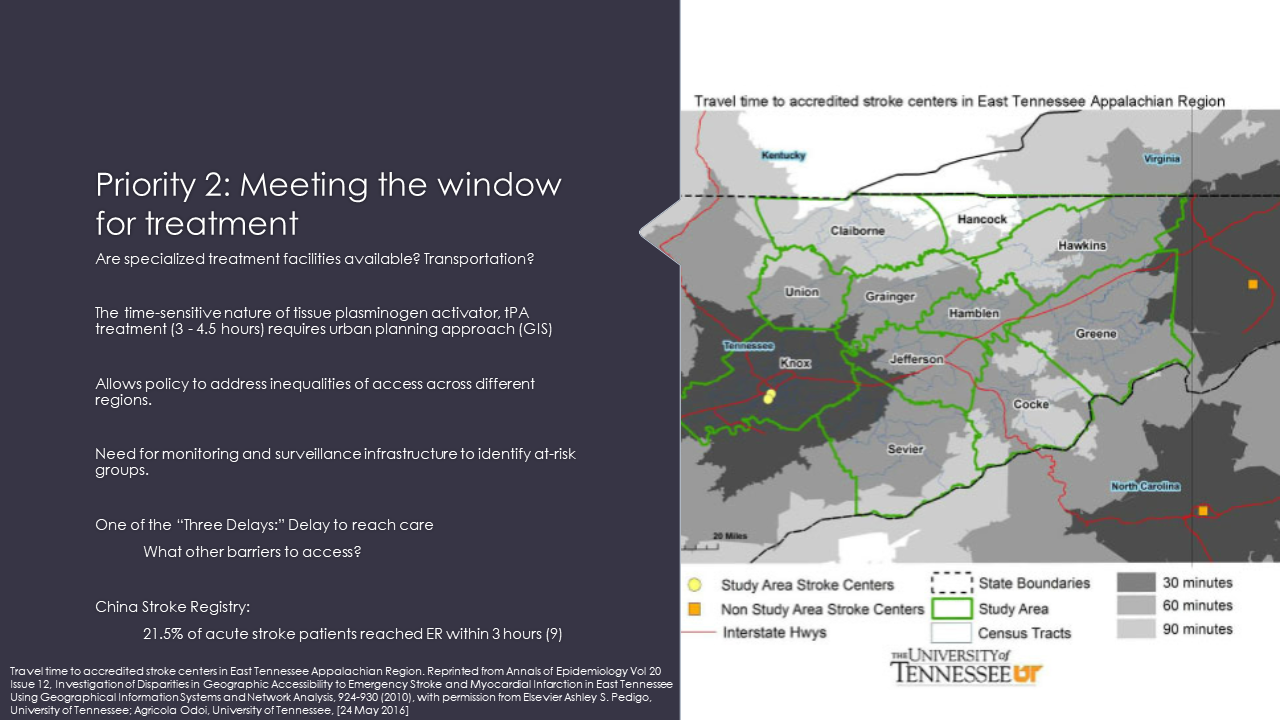 Priority 2: Meeting the window
for treatment
Are specialized treatment facilities available? Transportation?
The time-sensitive nature of tissue plasminogen activator, tPA
treatment (3 - 4.5 hours) requires urban planning approach (GIS)
Allows policy to address inequalities of access across different
regions.
Need for monitoring and surveillance infrastructure to identify at-risk
groups.
One of the “Three Delays:” Delay to reach care
What other barriers to access?
China Stroke Registry:
21.5% of acute stroke patients reached ER within 3 hours (9)
Travel time to accredited stroke centers in East Tennessee Appalachian Region. Reprinted from Annals of Epidemiology Vol 20
Issue 12, Investigation of Disparities in Geographic Accessibility to Emergency Stroke and Myocardial Infarction in East Tennessee
Using Geographical Information Systems and Network Analysis, 924-930 (2010), with permission from Elsevier Ashley S. Pedigo,
University of Tennessee; Agricola Odoi, University of Tennessee, [24 May 2016]
Travel time to accredited stroke centers in East Tennessee Appalachian Region
Kentucky
Virginia
Hancock
Claiborne
Hawkins
Union
Grainger
Hamblen
Greene
Tennessee
Knox
Jefferson
Cocke
Sevier
North Carolina
20 Miles
Study Area Stroke Centers
Non Study Area Stroke Centers
Interstate Hwys
State Boundaries
Study Area
Census Tracts
30 minutes
60 minutes
90 minutes
THE UNIVERSITY of
TENNESSEE UT